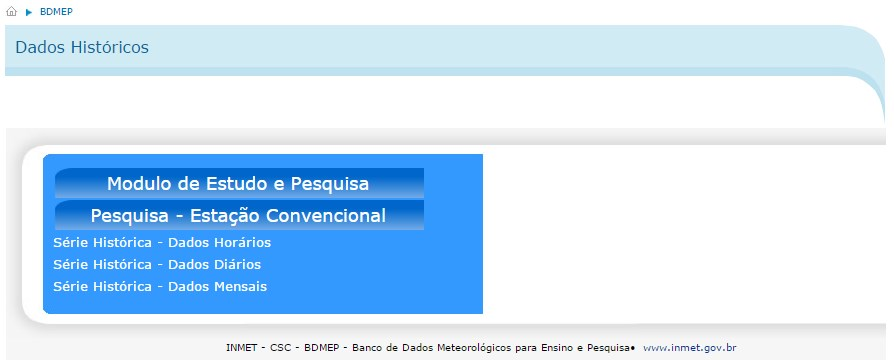 BDMEP
Dados Históricos
Modulo de Estudo e Pesquisa
Pesquisa - Estação Convencional
Série Histórica - Dados Horários
Série Histórica - Dados Diários
Série Histórica - Dados Mensais
INMET - CSC - BDMEP - Banco de Dados Meteorológicos para Ensino e Pesquisa• www.inmet.gov.br